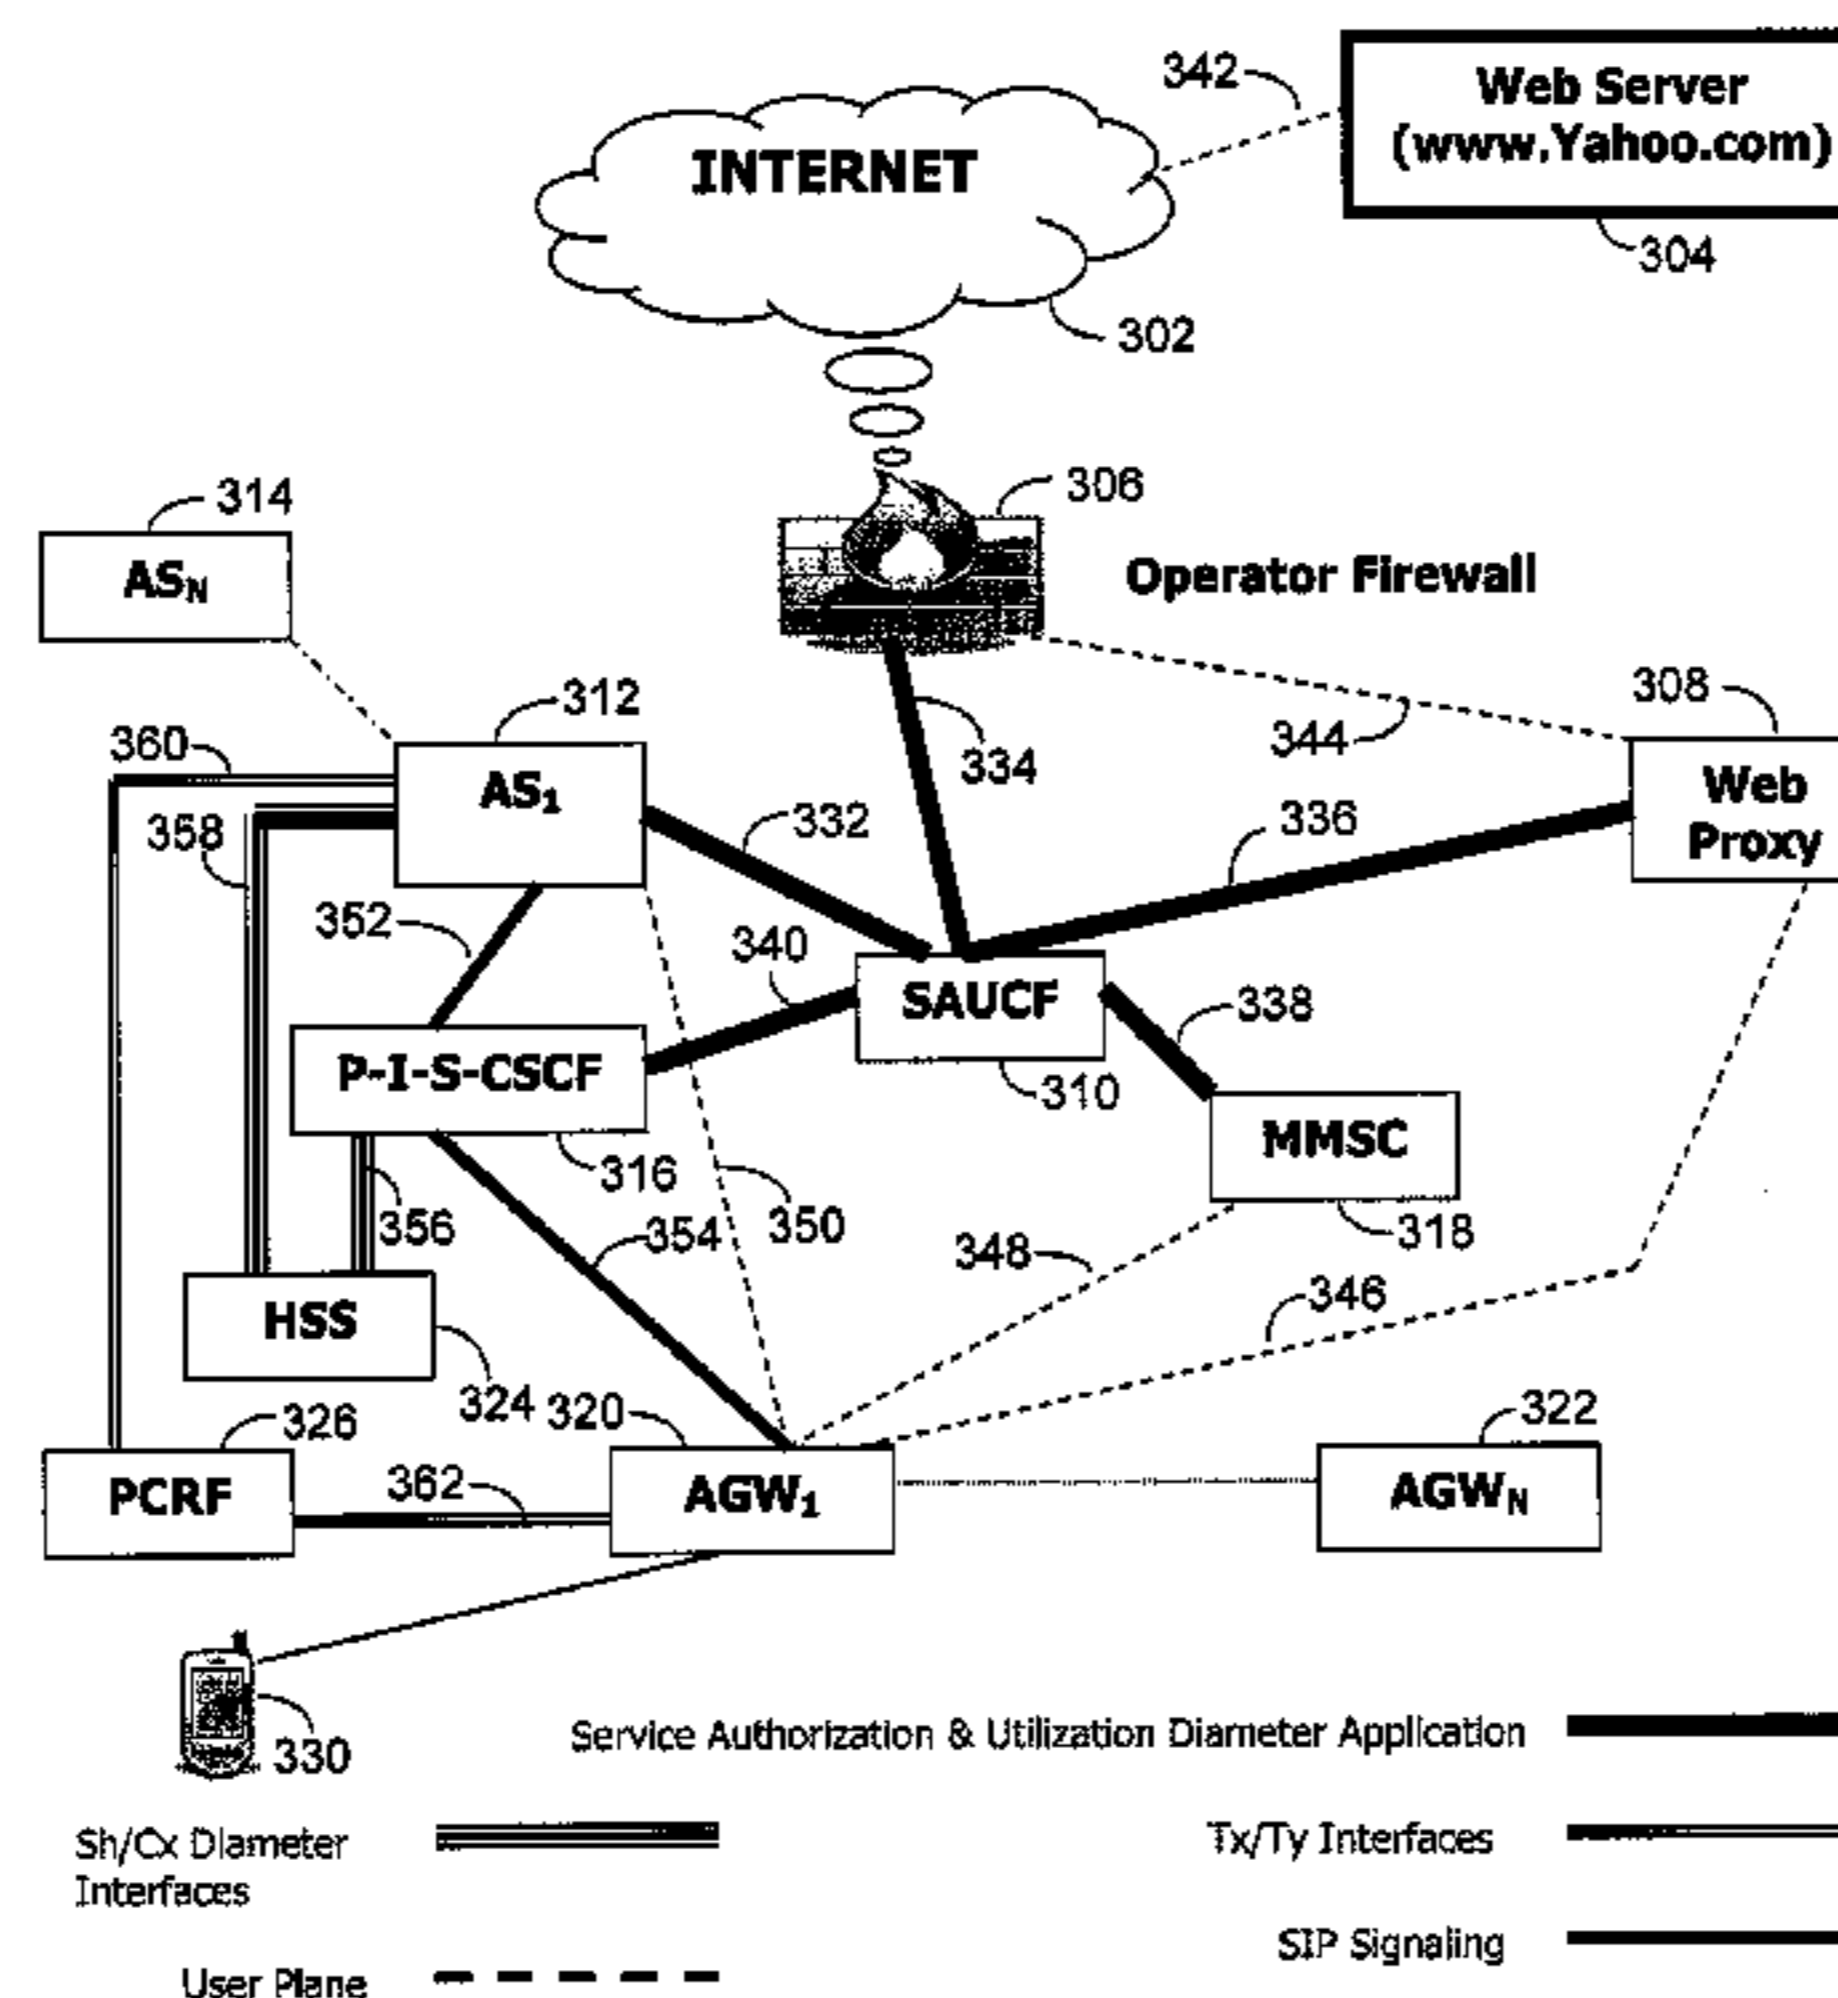 342
Web Server
(www.Yahoo.com)
INTERNET
304
302
314
306
ASN
Operator Firewall
312
308
360
334
344
AS1
332
336
Web
Proxy
358
352
340
SAUCF
338
P-I-S-CSCF
310
MMSC
316
350
356
354
348
318
HSS
346
324
320
326
322
PCRF
362
AGW1
AGWN
330
Service Authorization & Utilization Diameter Application
Sh/Cx Diameter
Interfaces
Tx/Ty Interfaces
SIP Signaling
User Plane